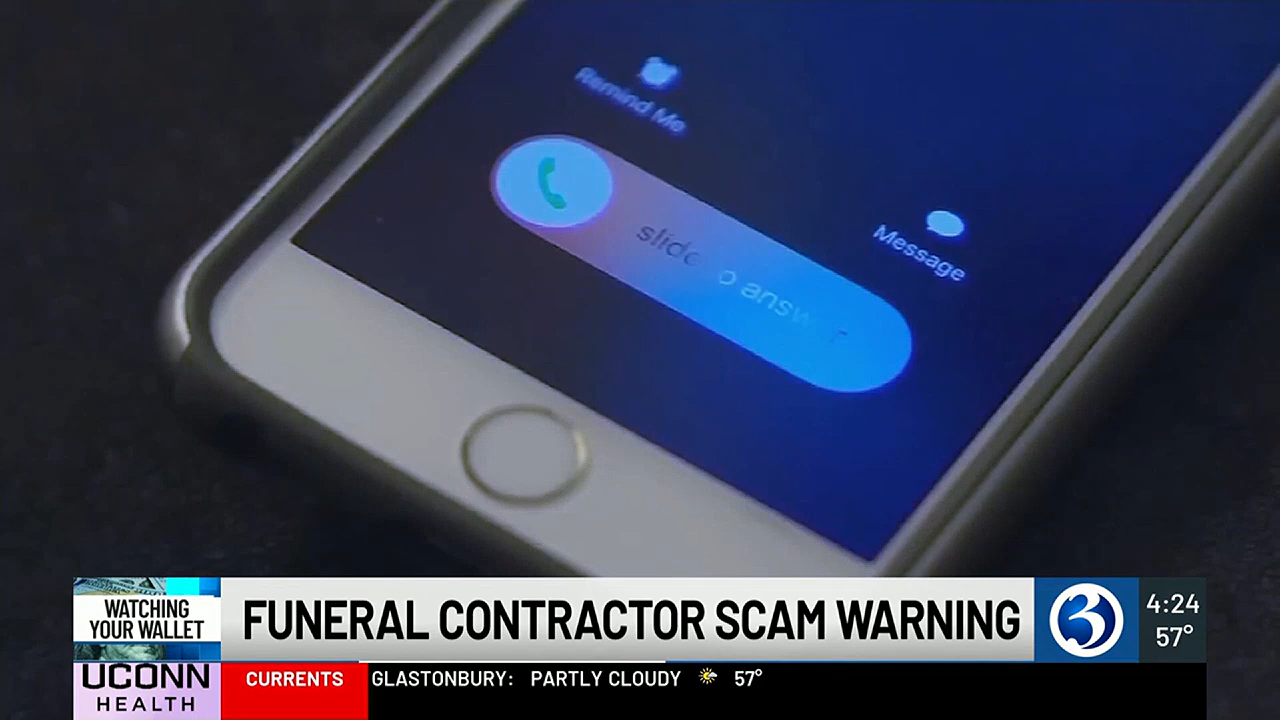 Remind Me
Message
WATCHING
YOUR WALLET
FUNERAL CONTRACTOR SCAM WARNING
3
4:24
57°
UCONN
HEALTH
CURRENTS
GLASTONBURY: PARTLY CLOUDY 57°